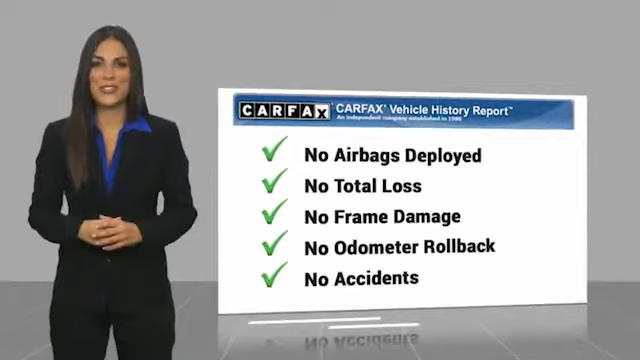 CARFAX CARFAX® Vehicle History Report™
An independent company established in 1986
No Airbags Deployed
No Total Loss
No Frame Damage
No Odometer Rollback
No Accidents